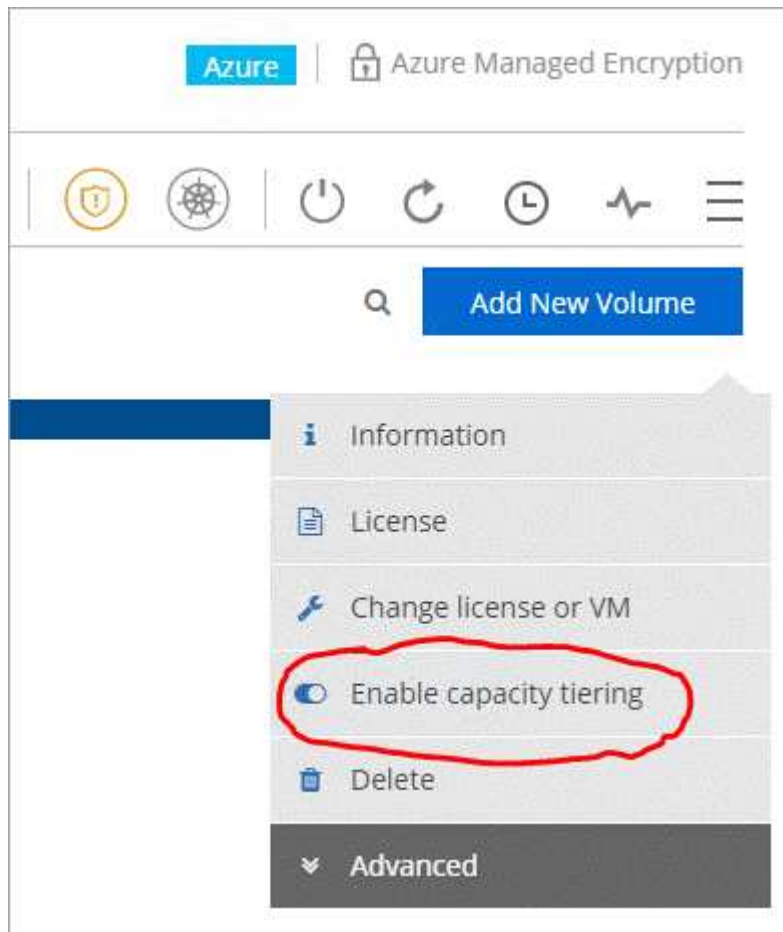 Azure
Azure Managed Encryption
Add New Volume
Information
License
Change license or VM
Enable capacity tiering
Delete
Advanced